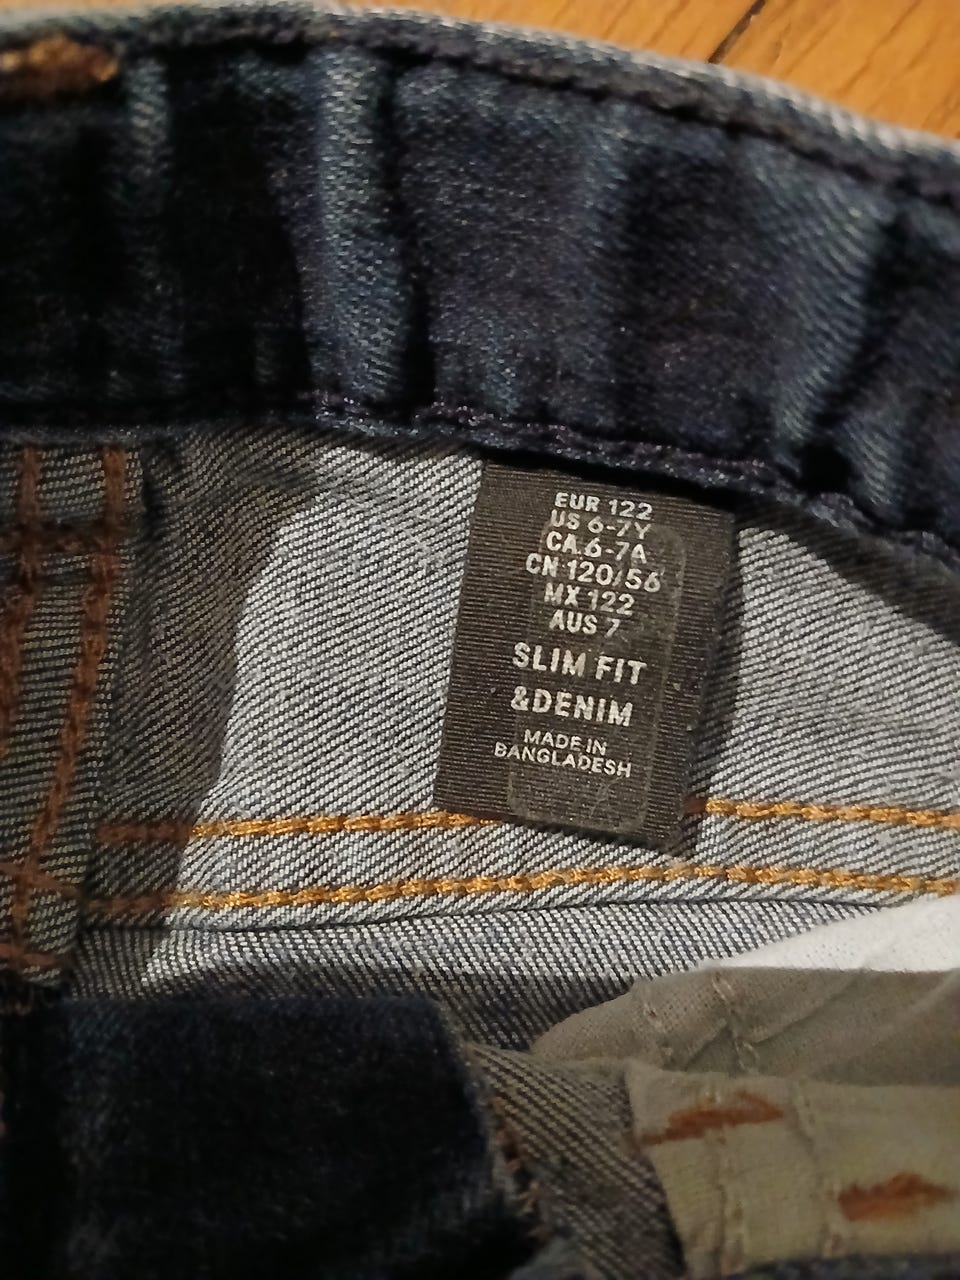 EUR 122
US 6-7Y
CA 6-7A
CN 120/56
MX 122
AUS 7
SLIM FIT
&DENIM
MADE IN
BANGLADESH